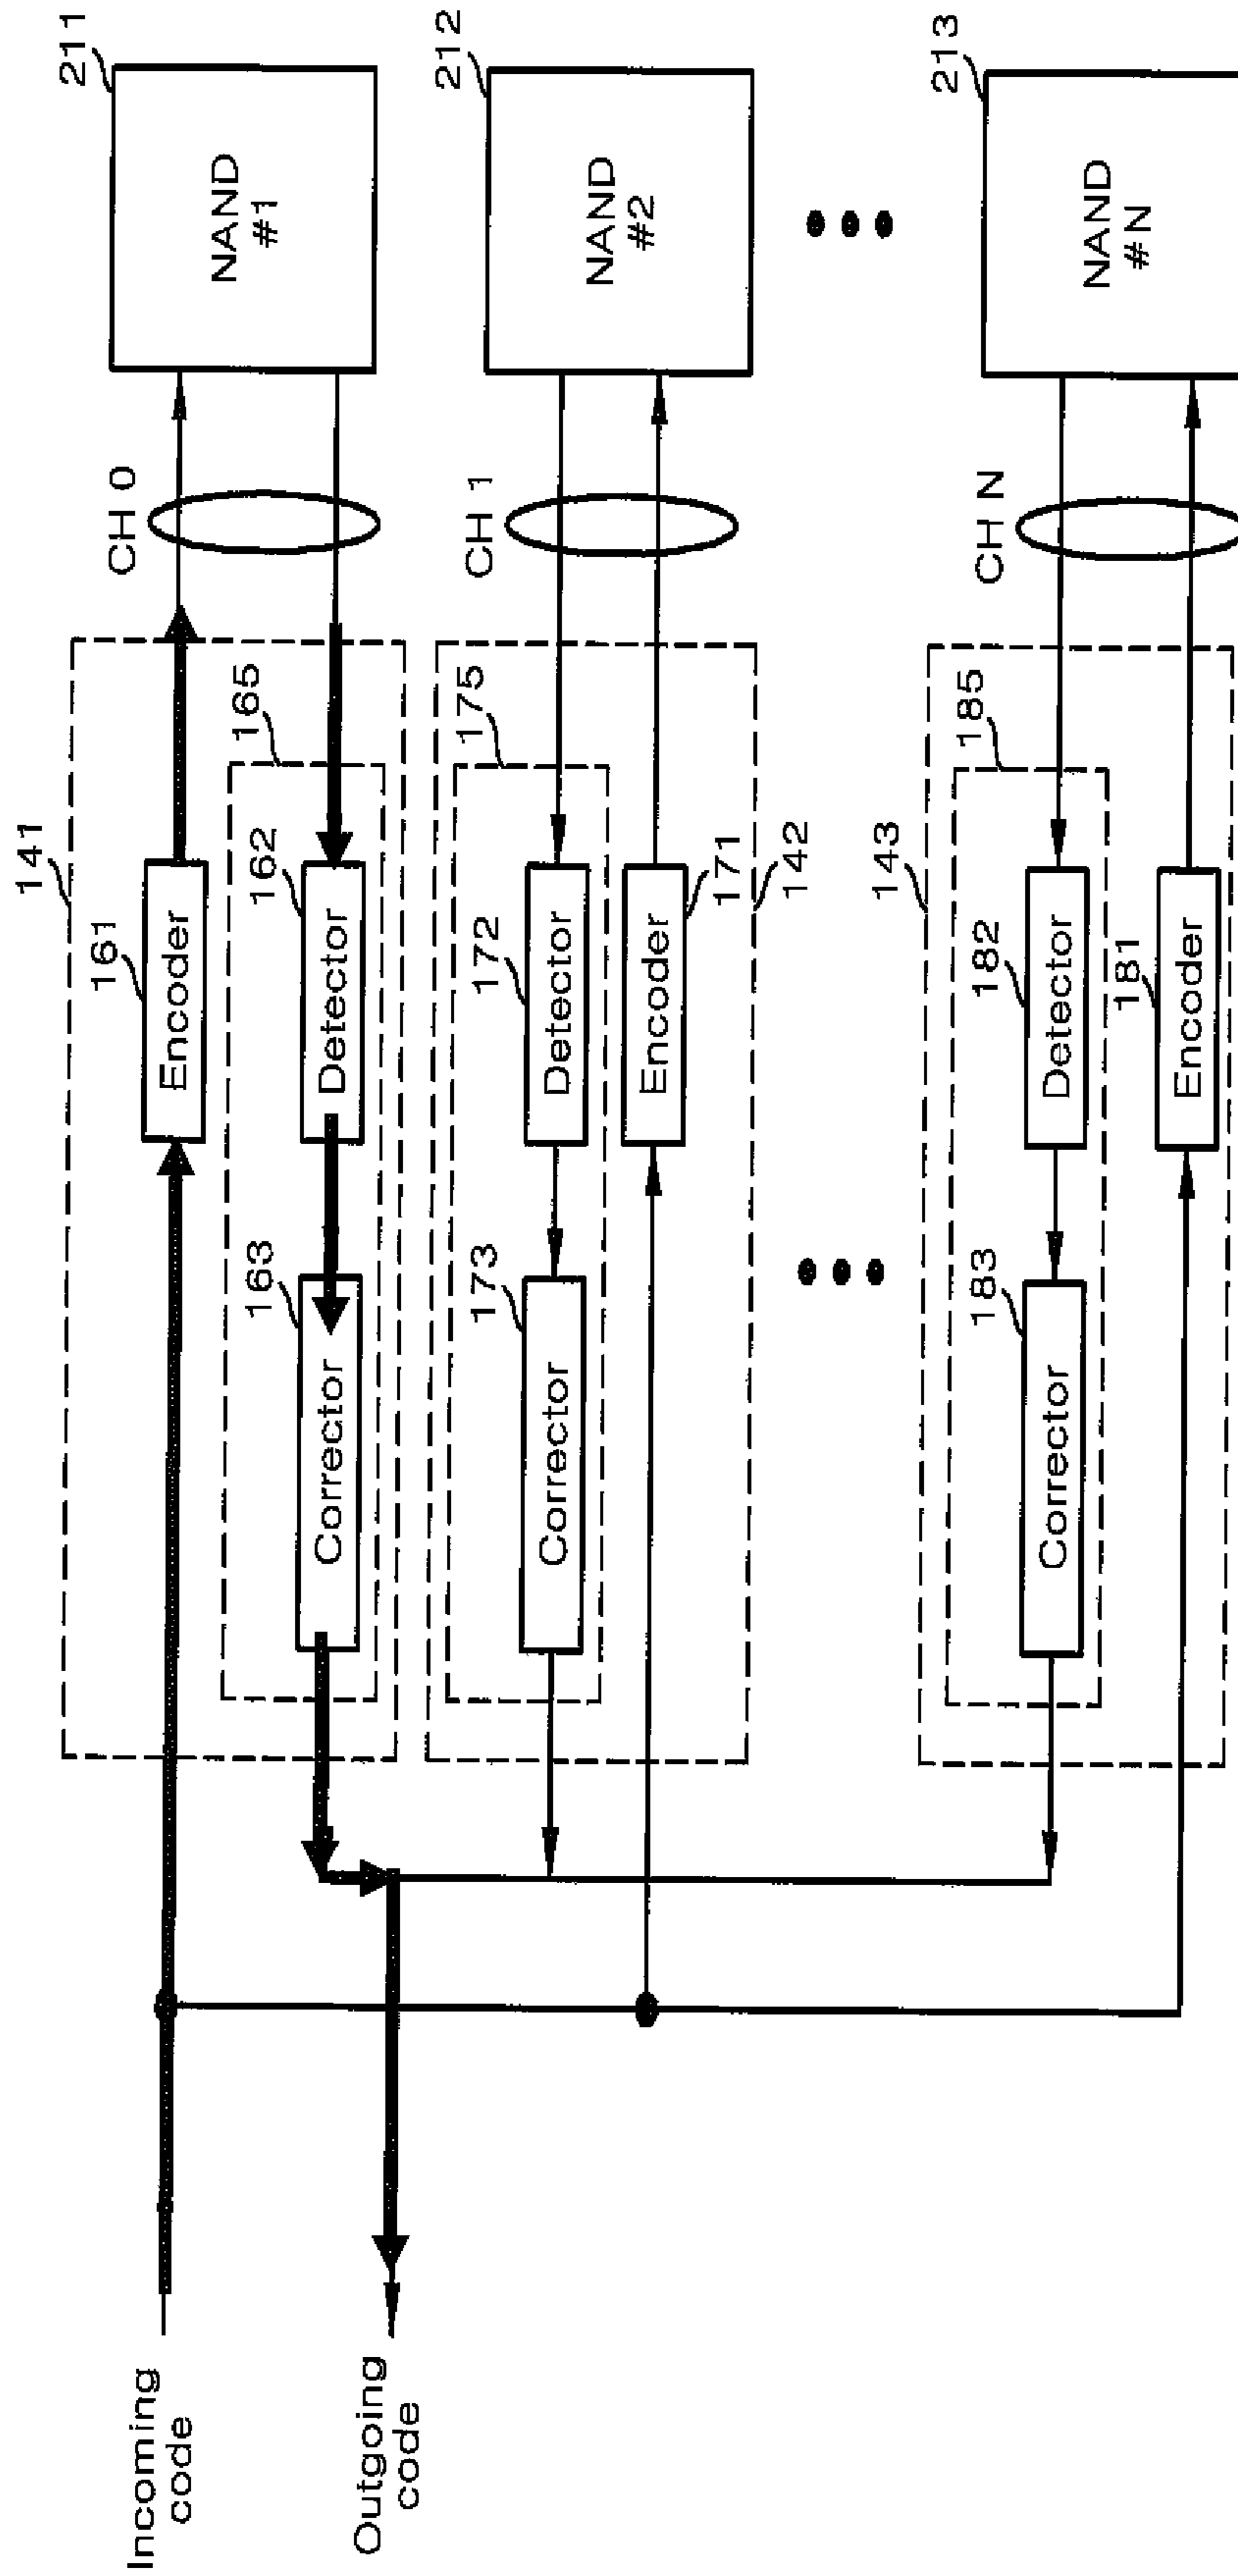 Incoming
code
Outgoing
code
141
161
Encoder
165
162
Detector
163
Corrector
CH 0
211
NAND
#1
175
172
Detector
173
Corrector
171
Encoder
142
CH 1
212
NAND
#2
143
185
182
Detector
183
Corrector
181
Encoder
CH N
213
NAND
#N